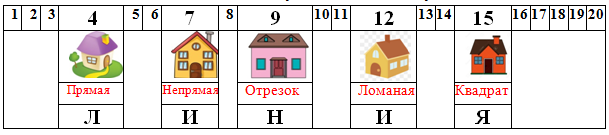 1 2 3 4 5 6 7 8 9 10 11 12 13 14 15 16 17 18 19 20
Прямая Непрямая Отрезок Ломаная Квадрат
Л И Н И Я